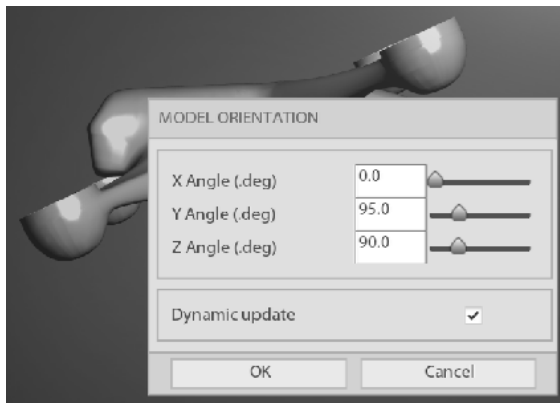 MODEL ORIENTATION
X Angle (.deg) 0.0
Y Angle (.deg) 95.0
Z Angle (.deg) 90.0
Dynamic update
OK Cancel